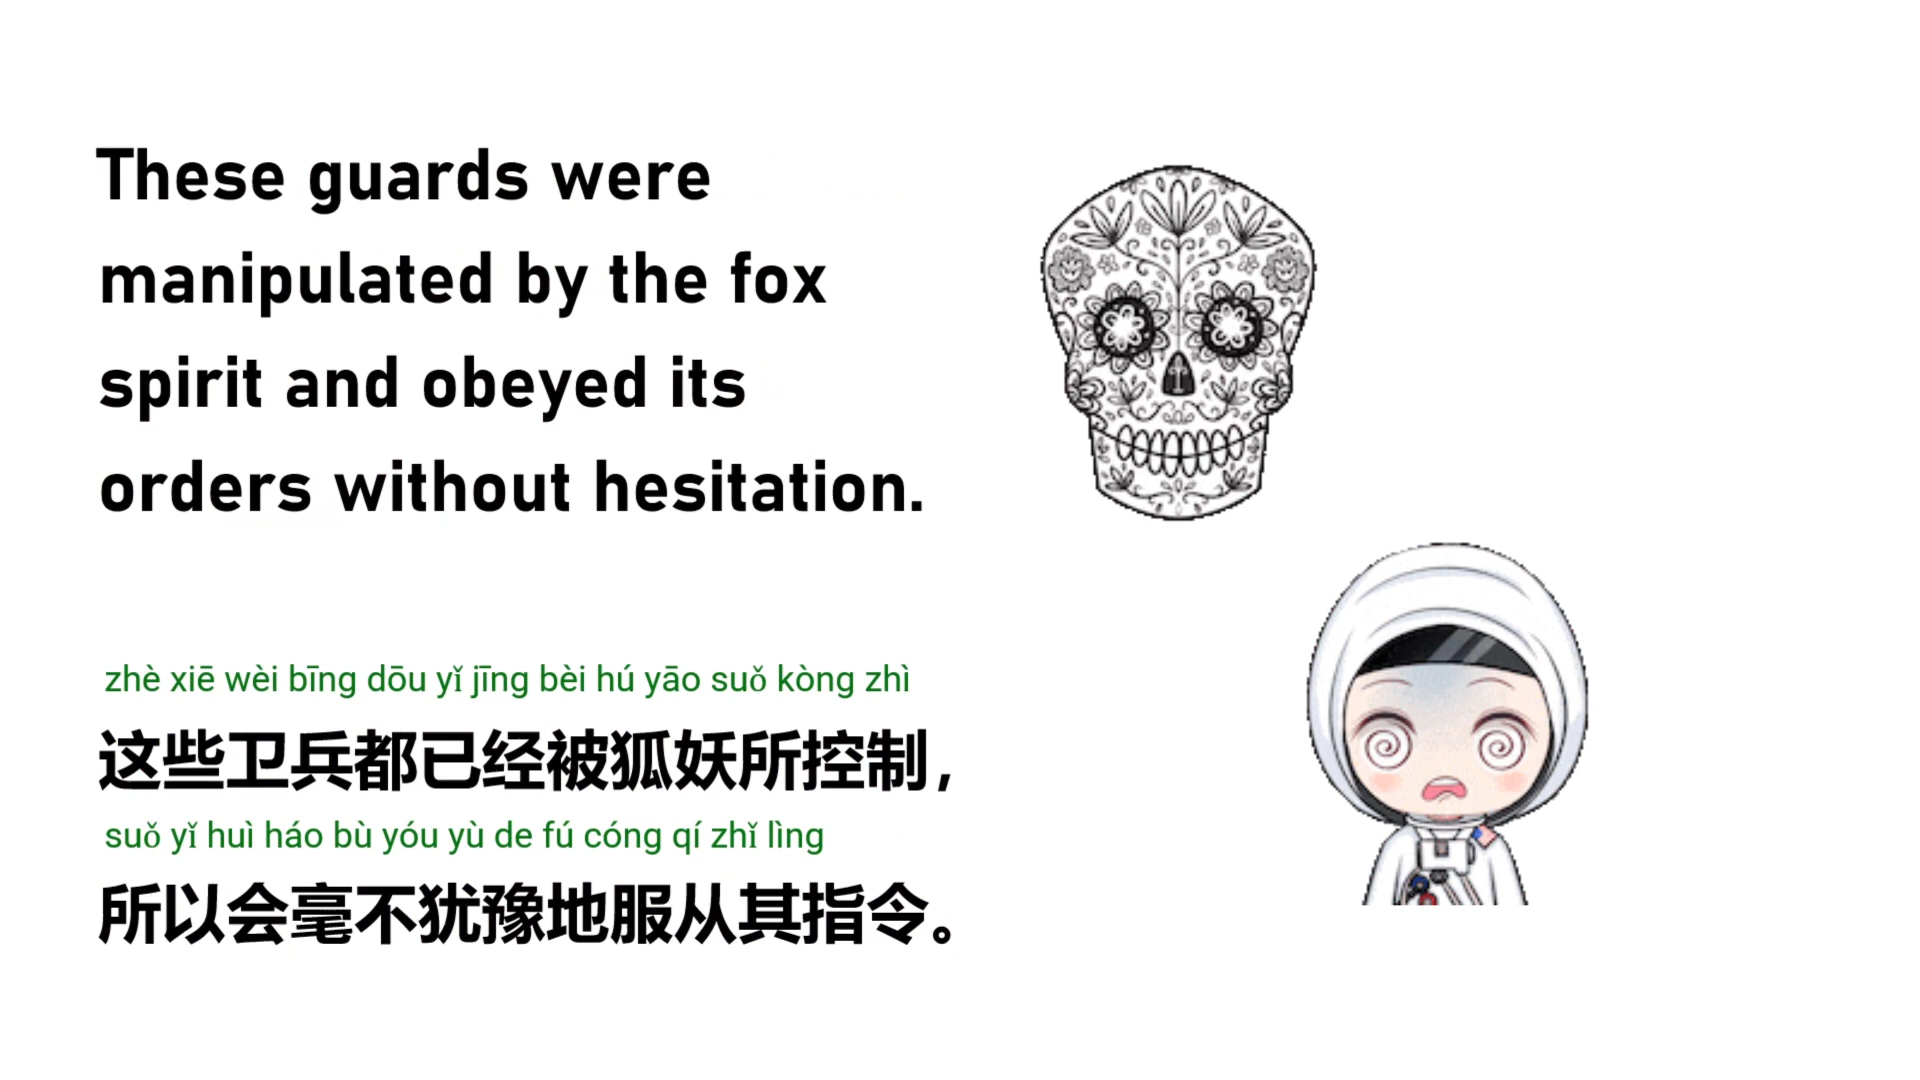 These guards were
manipulated by the fox
spirit and obeyed its
orders without hesitation.
zhè xiē wèi bīng dōu yǐ jīng bèi hú yāo suǒ kòng zhì
这些卫兵都已经被狐妖所控制，
suǒ yǐ huì háo bù yóu yù de fú cóng qí zhǐ lìng
所以会毫不犹豫地服从其指令。